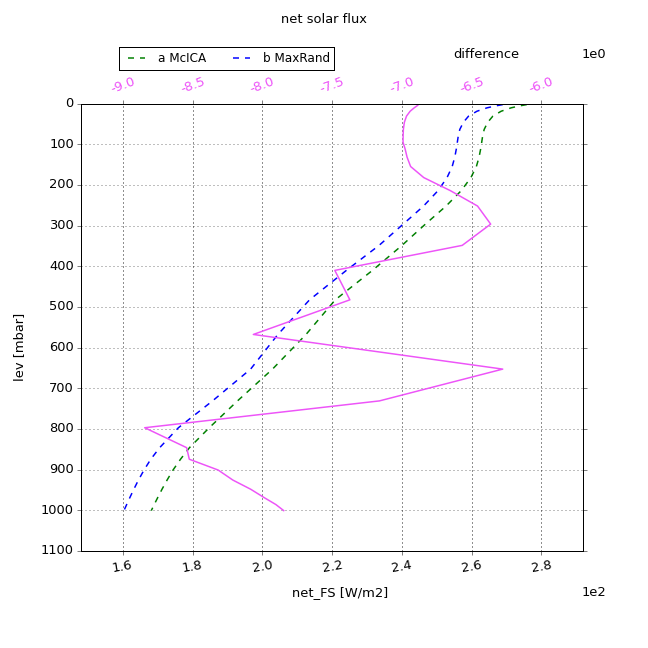 net solar flux
a McICA b MaxRand
difference 1e0
-9.0 -8.5 -8.0 -7.5 -7.0 -6.5 -6.0
0
100
200
300
400
500
600
700
800
900
1000
1100
lev [mbar]
1.6 1.8 2.0 2.2 2.4 2.6 2.8
net_FS [W/m2] 1e2